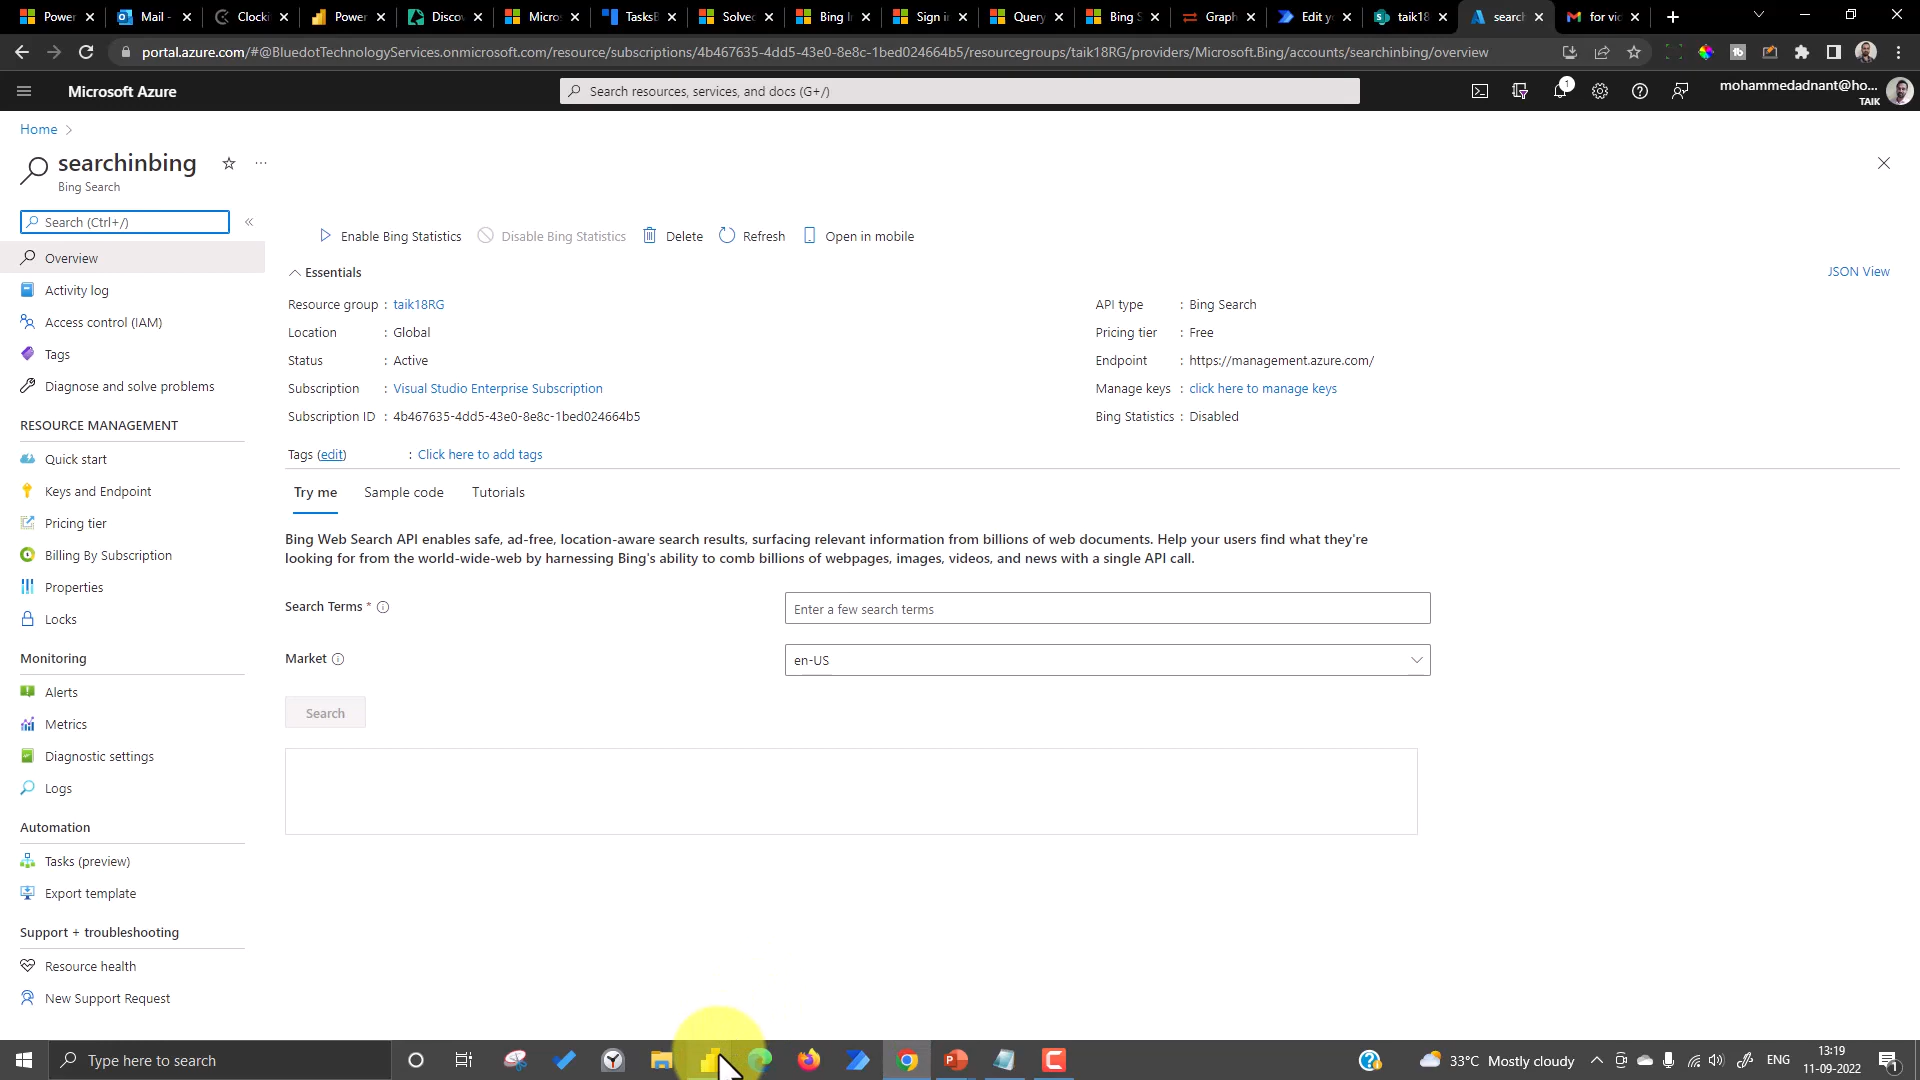 Power
Mail -
Clocki
Power
Discov
Micros
TasksE
Solved
Bing In
Sign in
Query
Bing S
Graph
Edit y
taik18
search
for vid
portal.azure.com/#@BluedotTechnologyServices.onmicrosoft.com/resource/subscriptions/4b467635-4dd5-43e0-8e8c-1bed024664b5/resourcegroups/taik18RG/providers/Microsoft.Bing/accounts/searchinbing/overview
Microsoft Azure
Search resources, services, and docs (G+/)
1
mohammedadnant@ho...
TAIK
Home
searchinbing
Bing Search
Search (Ctrl+/)
Overview
Activity log
Access control (IAM)
Tags
Diagnose and solve problems
RESOURCE MANAGEMENT
Quick start
Keys and Endpoint
Pricing tier
Billing By Subscription
Properties
Locks
Monitoring
Alerts
Metrics
Diagnostic settings
Logs
Automation
Tasks (preview)
Export template
Support + troubleshooting
Resource health
New Support Request
Enable Bing Statistics
Disable Bing Statistics
Delete
Refresh
Open in mobile
Essentials
JSON View
Resource group : taik18RG
Location : Global
Status : Active
Subscription : Visual Studio Enterprise Subscription
Subscription ID : 4b467635-4dd5-43e0-8e8c-1bed024664b5
API type : Bing Search
Pricing tier : Free
Endpoint : https://management.azure.com/
Manage keys : click here to manage keys
Bing Statistics : Disabled
Tags (edit) : Click here to add tags
Try me
Sample code
Tutorials
Bing Web Search API enables safe, ad-free, location-aware search results, surfacing relevant information from billions of web documents. Help your users find what they're
looking for from the world-wide-web by harnessing Bing's ability to comb billions of webpages, images, videos, and news with a single API call.
Search Terms *
Enter a few search terms
Market
en-US
Search
Type here to search
33°C Mostly cloudy
ENG
13:19
11-09-2022
1